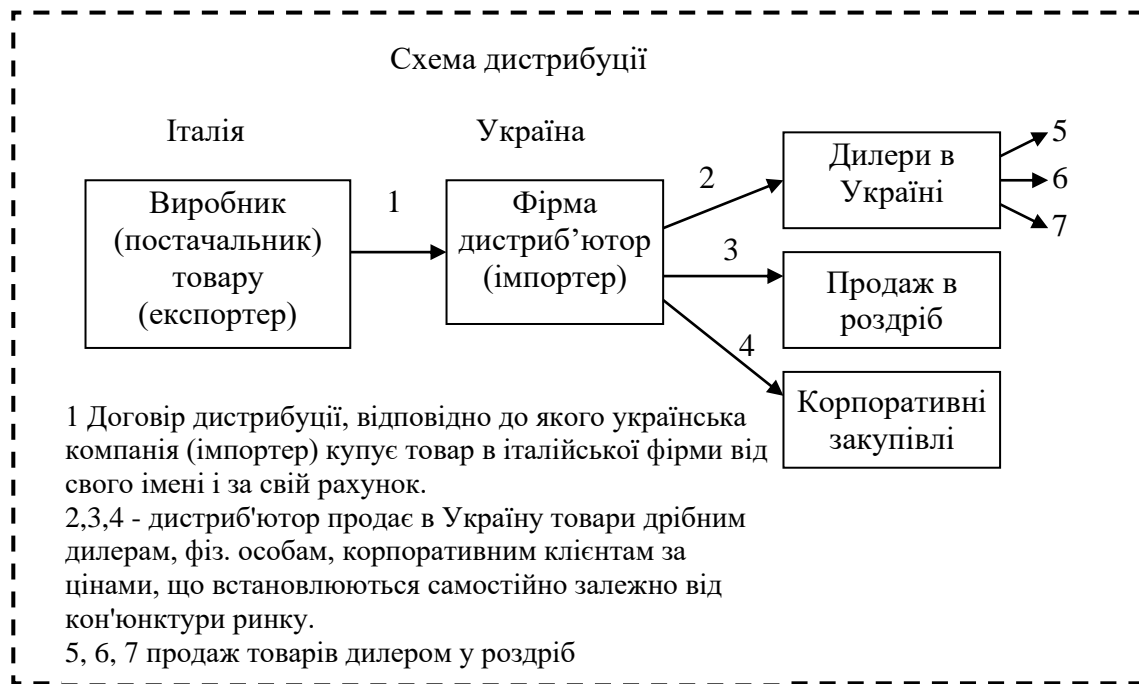 Схема дистрибуції
Італія
Україна
Виробник
(постачальник)
товару
(експортер)
1
Фірма
дистриб’ютор
(імпортер)
2
3
4
Дилери в
Україні
5
6
7
Продаж в
роздріб
Корпоративні
закупівлі
1 Договір дистрибуції, відповідно до якого українська
компанія (імпортер) купує товар в італійської фірми від
свого імені і за свій рахунок.
2,3,4 - дистриб'ютор продає в Україну товари дрібним
дилерам, фіз. особам, корпоративним клієнтам за
цінами, що встановлюються самостійно залежно від
кон'юнктури ринку.
5, 6, 7 продаж товарів дилером у роздріб